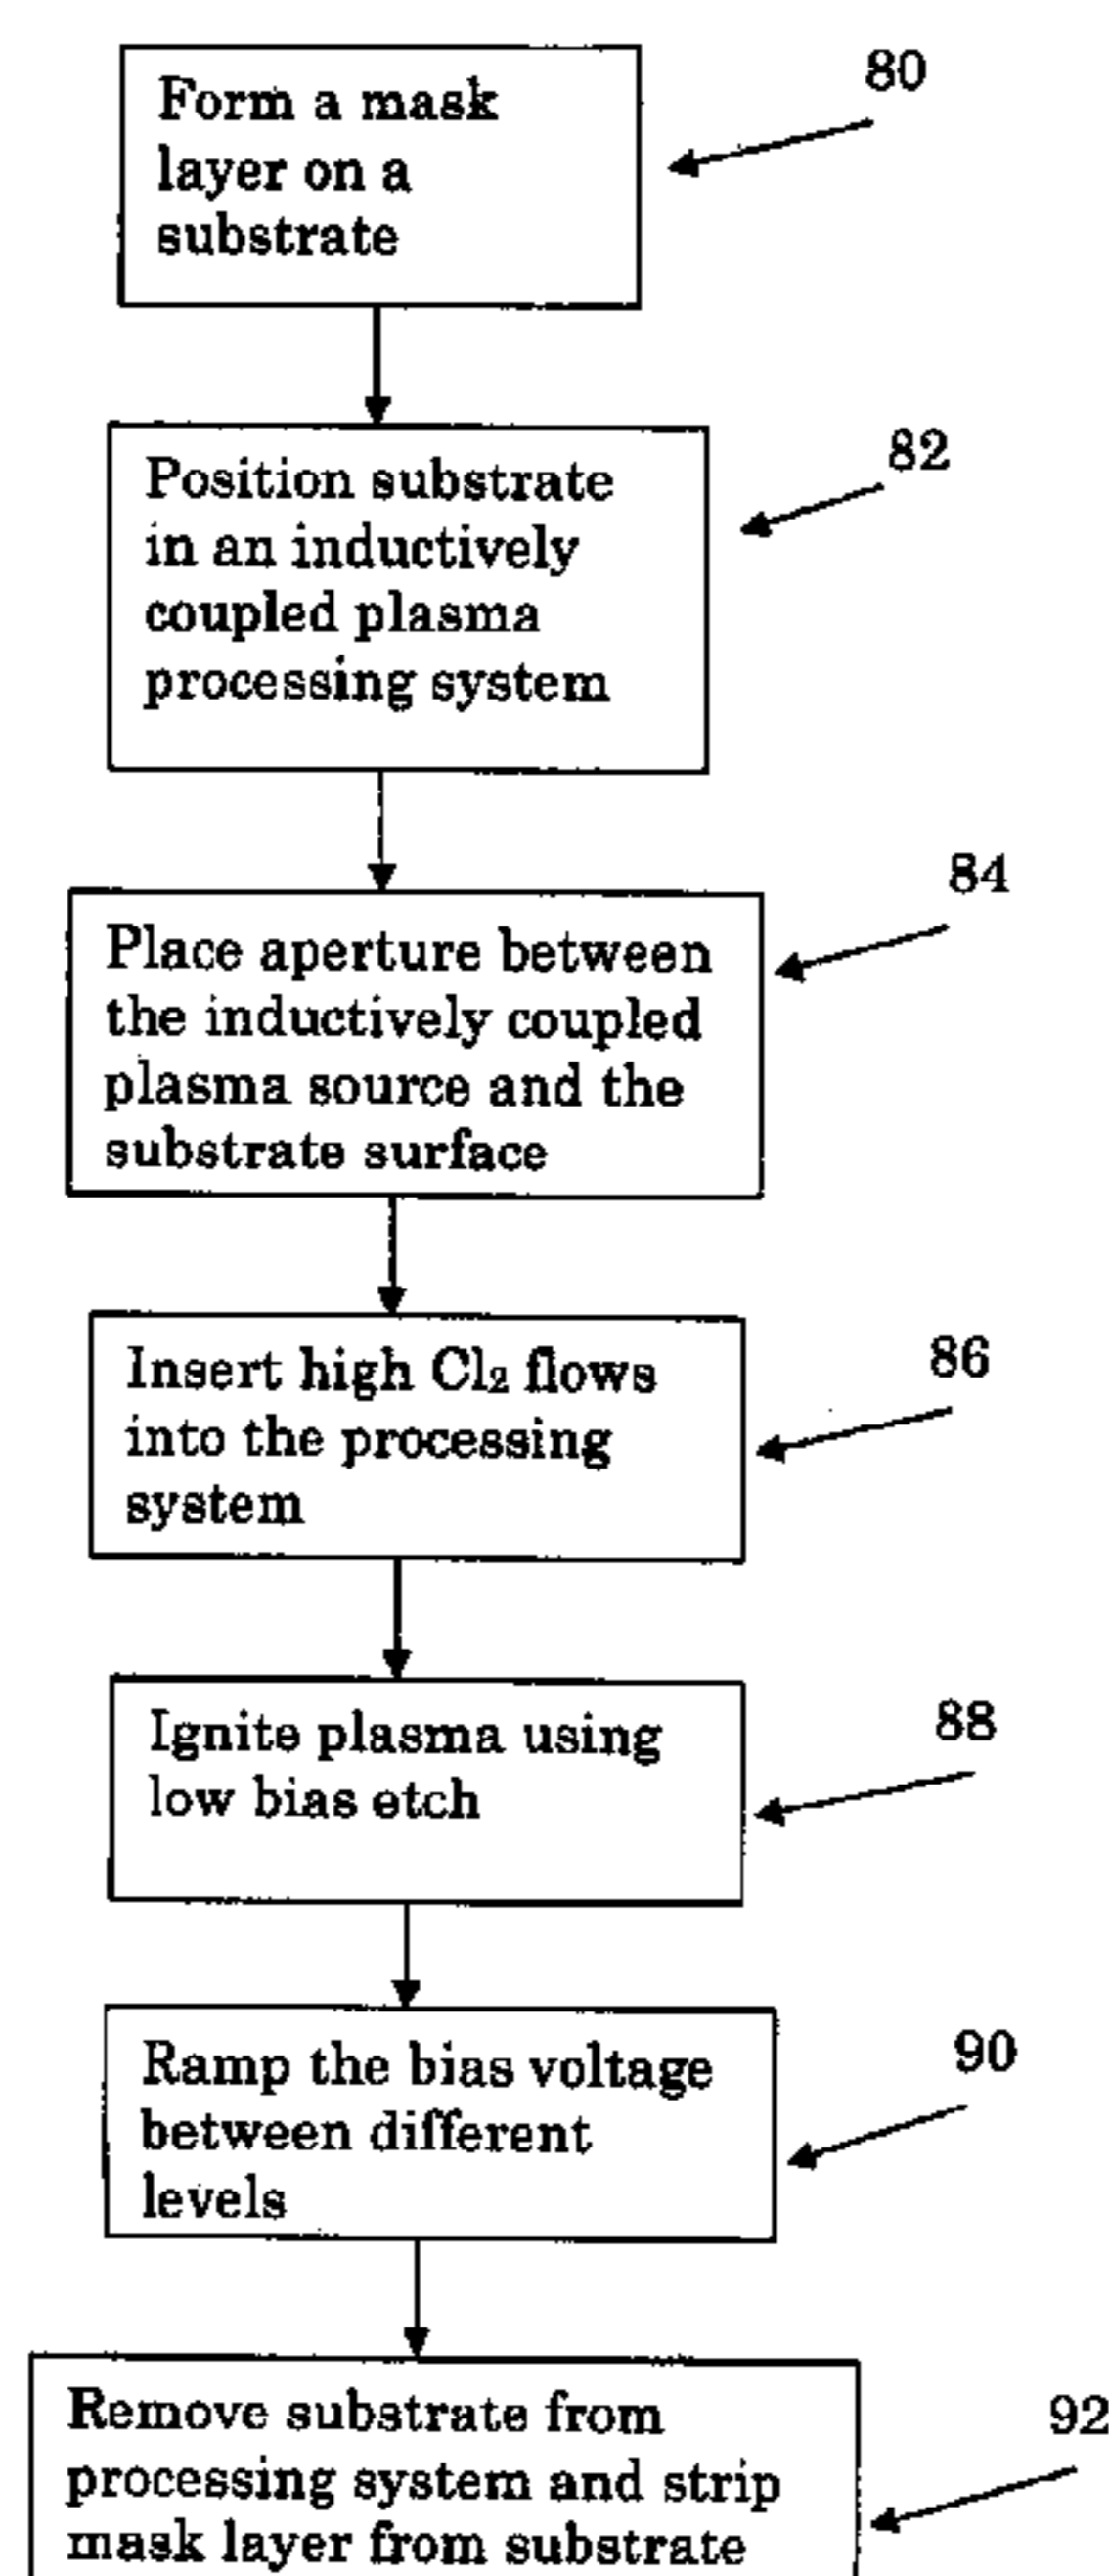 Form a mask
layer on a
substrate
80
Position substrate
in an inductively
coupled plasma
processing system
82
Place aperture between
the inductively coupled
plasma source and the
substrate surface
84
Insert high Cl₂ flows
into the processing
system
86
Ignite plasma using
low bias etch
88
Ramp the bias voltage
between different
levels
90
Remove substrate from
processing system and strip
mask layer from substrate
92